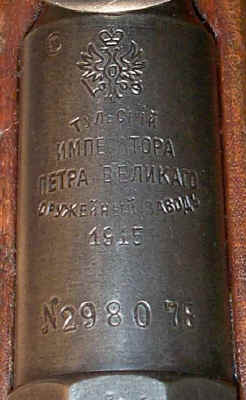 С
ТУЛЬСКІЙ
ИМПЕРАТОРА
ПЕТРА ВЕЛИКАГО
ОРУЖЕЙНЫЙ ЗАВОДЪ
1915
№298078